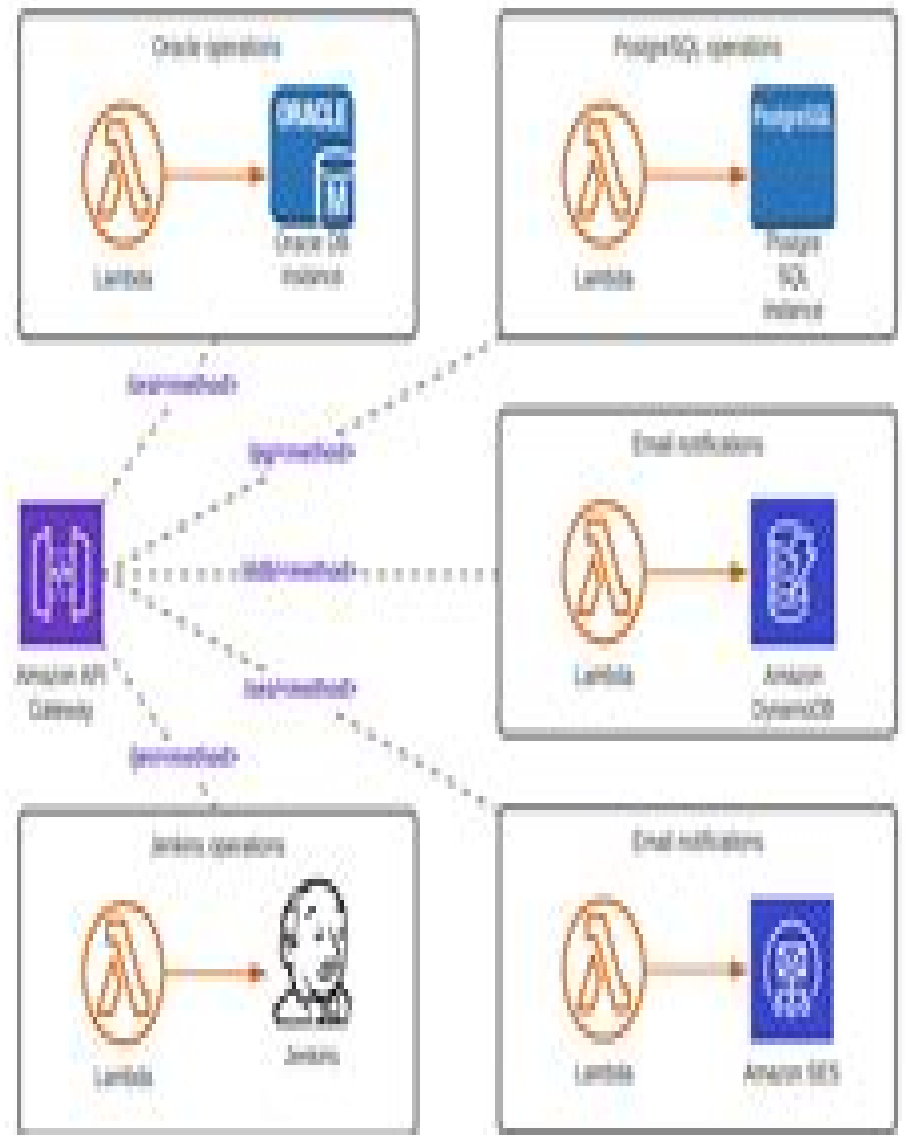 Oracle operations
ORACLE
Lambda
Oracle DB
Instance
PostgreSQL operations
PostgreSQL
Lambda
Postgre
SQL
Instance
Email notifications
Lambda
Amazon
DynamoDB
Amazon API
Gateway
Jenkins operations
Lambda
Jenkins
Email notifications
Lambda
Amazon SES